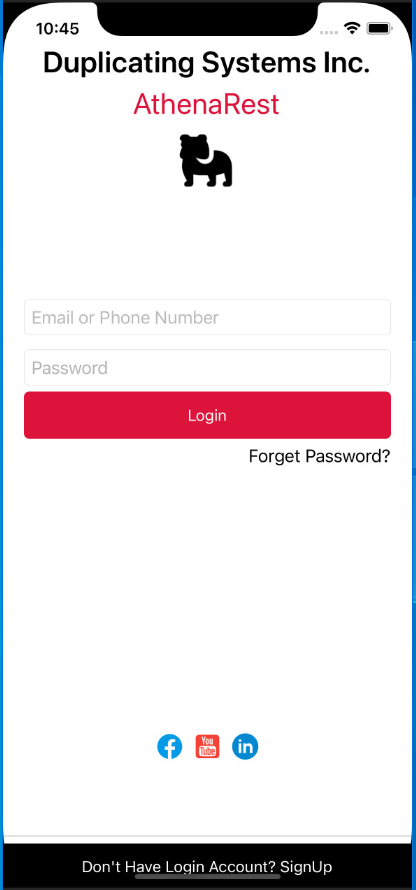 10:45
Duplicating Systems Inc.
AthenaRest
Email or Phone Number
Password
Login
Forget Password?
You
Tube
in
Don't Have Login Account? SignUp